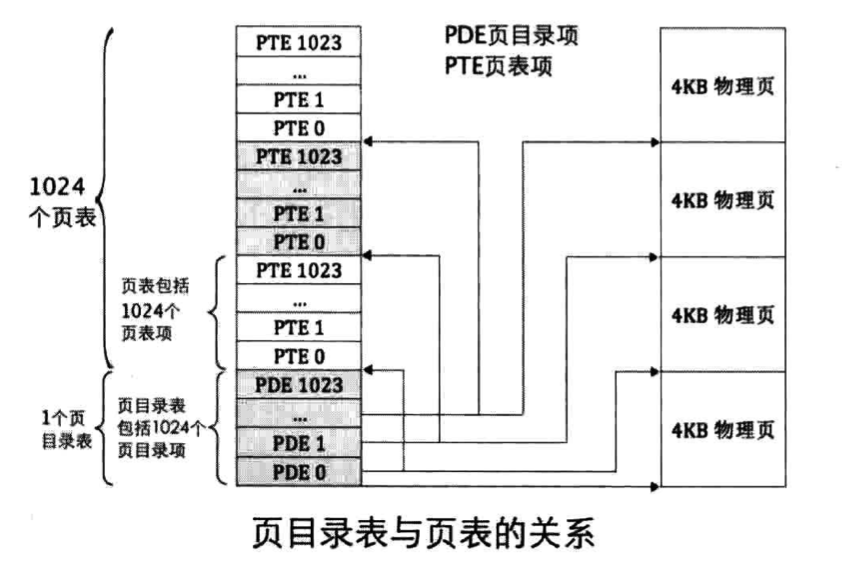 PTE 1023
...
PTE 1
PTE 0
PTE 1023
...
PTE 1
PTE 0
PTE 1023
...
PTE 1
PTE 0
PDE 1023
...
PDE 1
PDE 0
1024
个页表
页表包括
1024个
页表项
1个页
目录表
页目录表
包括1024个
页目录项
PDE页目录项
PTE页表项
4KB 物理页
4KB 物理页
4KB 物理页
4KB 物理页
页目录表与页表的关系